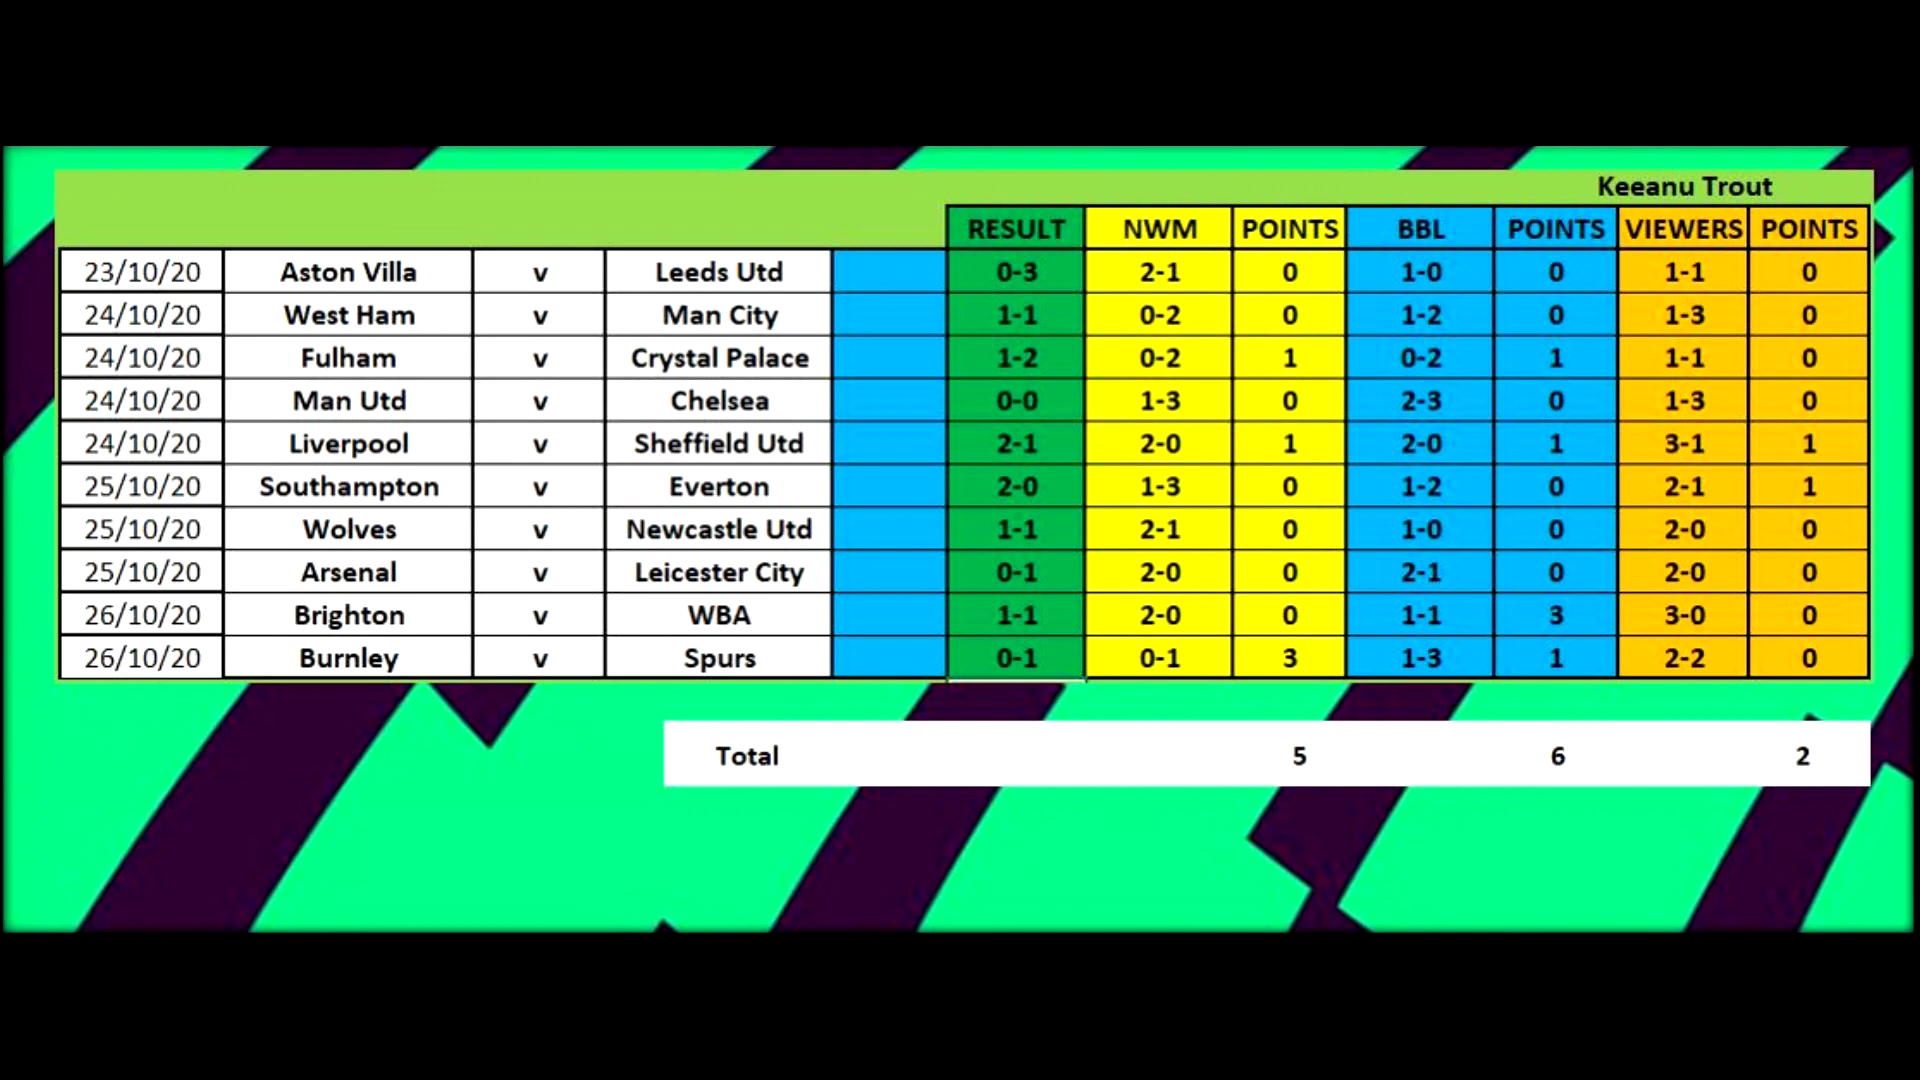 Keeanu Trout
RESULT NWM POINTS BBL POINTS VIEWERS POINTS
23/10/20 Aston Villa v Leeds Utd 0-3 2-1 0 1-0 0 1-1 0
24/10/20 West Ham v Man City 1-1 0-2 0 1-2 0 1-3 0
24/10/20 Fulham v Crystal Palace 1-2 0-2 1 0-2 1 1-1 0
24/10/20 Man Utd v Chelsea 0-0 1-3 0 2-3 0 1-3 0
24/10/20 Liverpool v Sheffield Utd 2-1 2-0 1 2-0 1 3-1 1
25/10/20 Southampton v Everton 2-0 1-3 0 1-2 0 2-1 1
25/10/20 Wolves v Newcastle Utd 1-1 2-1 0 1-0 0 2-0 0
25/10/20 Arsenal v Leicester City 0-1 2-0 0 2-1 0 2-0 0
26/10/20 Brighton v WBA 1-1 2-0 0 1-1 3 3-0 0
26/10/20 Burnley v Spurs 0-1 0-1 3 1-3 1 2-2 0
Total 5 6 2